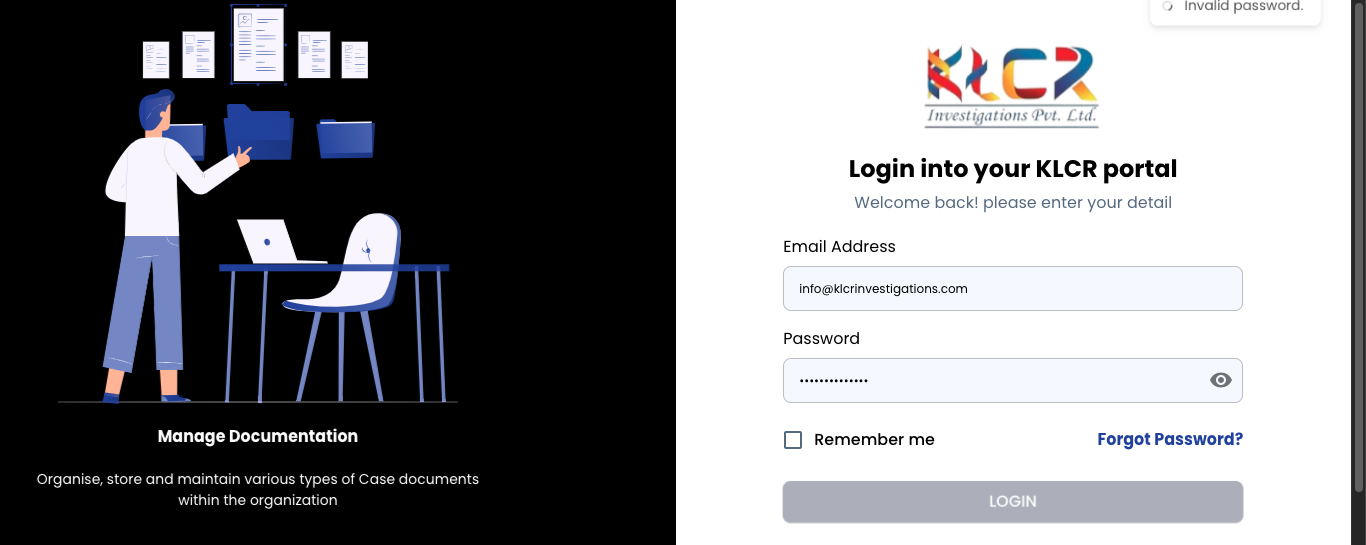 Invalid password.
KLCR
Investigations Pvt. Ltd.
Login into your KLCR portal
Welcome back! please enter your detail
Email Address
info@klcrinvestigations.com
Password
••••••••••••••
Remember me
Forgot Password?
LOGIN
Manage Documentation
Organise, store and maintain various types of Case documents
within the organization